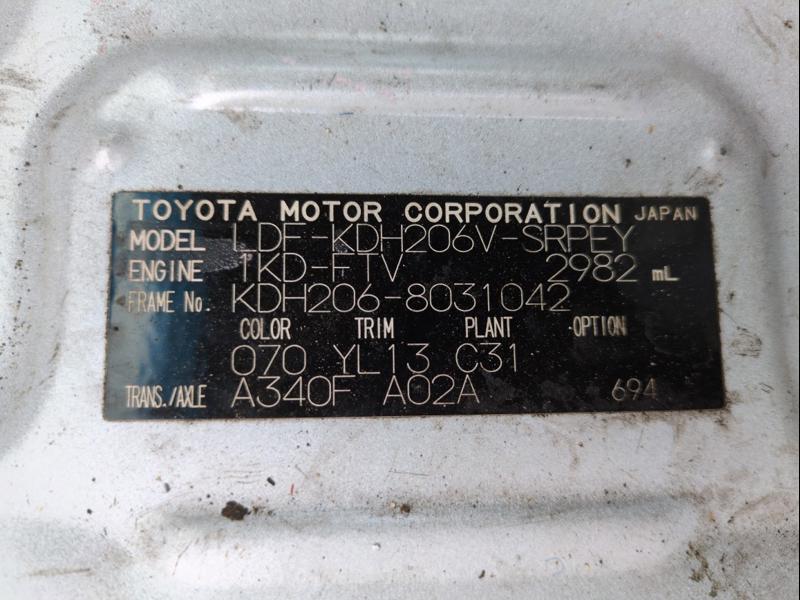 TOYOTA MOTOR CORPORATION JAPAN
MODEL LDF-KDH206V-SRPEY
ENGINE 1KD-FTV 2982 mL
FRAME No. KDH206-8031042
COLOR TRIM PLANT OPTION
070 YL13 C31
TRANS./AXLE A340F A02A 694